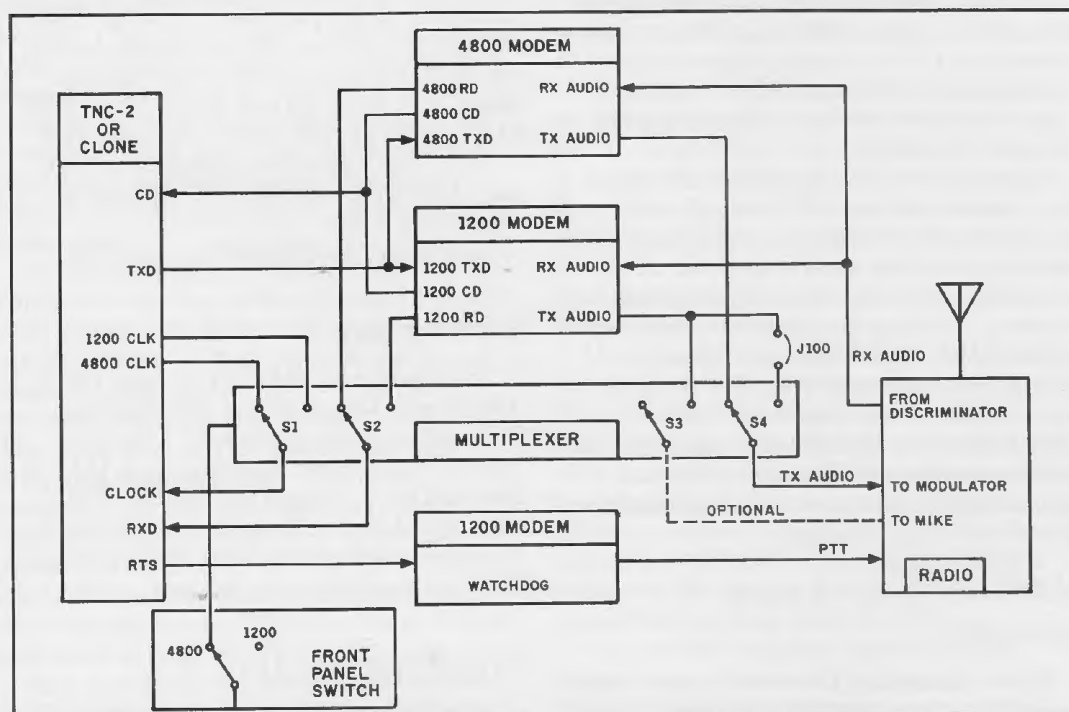 4800 MODEM
4800 RD
4800 CD
4800 TXD
RX AUDIO
TX AUDIO
TNC-2
OR
CLONE
CD
TXD
1200 CLK
4800 CLK
CLOCK
RXD
RTS
1200 MODEM
1200 TXD
1200 CD
1200 RD
RX AUDIO
TX AUDIO
J100
RX AUDIO
S1
S2
MULTIPLEXER
S3
S4
FROM
DISCRIMINATOR
TX AUDIO
TO MODULATOR
OPTIONAL
TO MIKE
1200 MODEM
WATCHDOG
PTT
RADIO
4800
1200
FRONT
PANEL
SWITCH